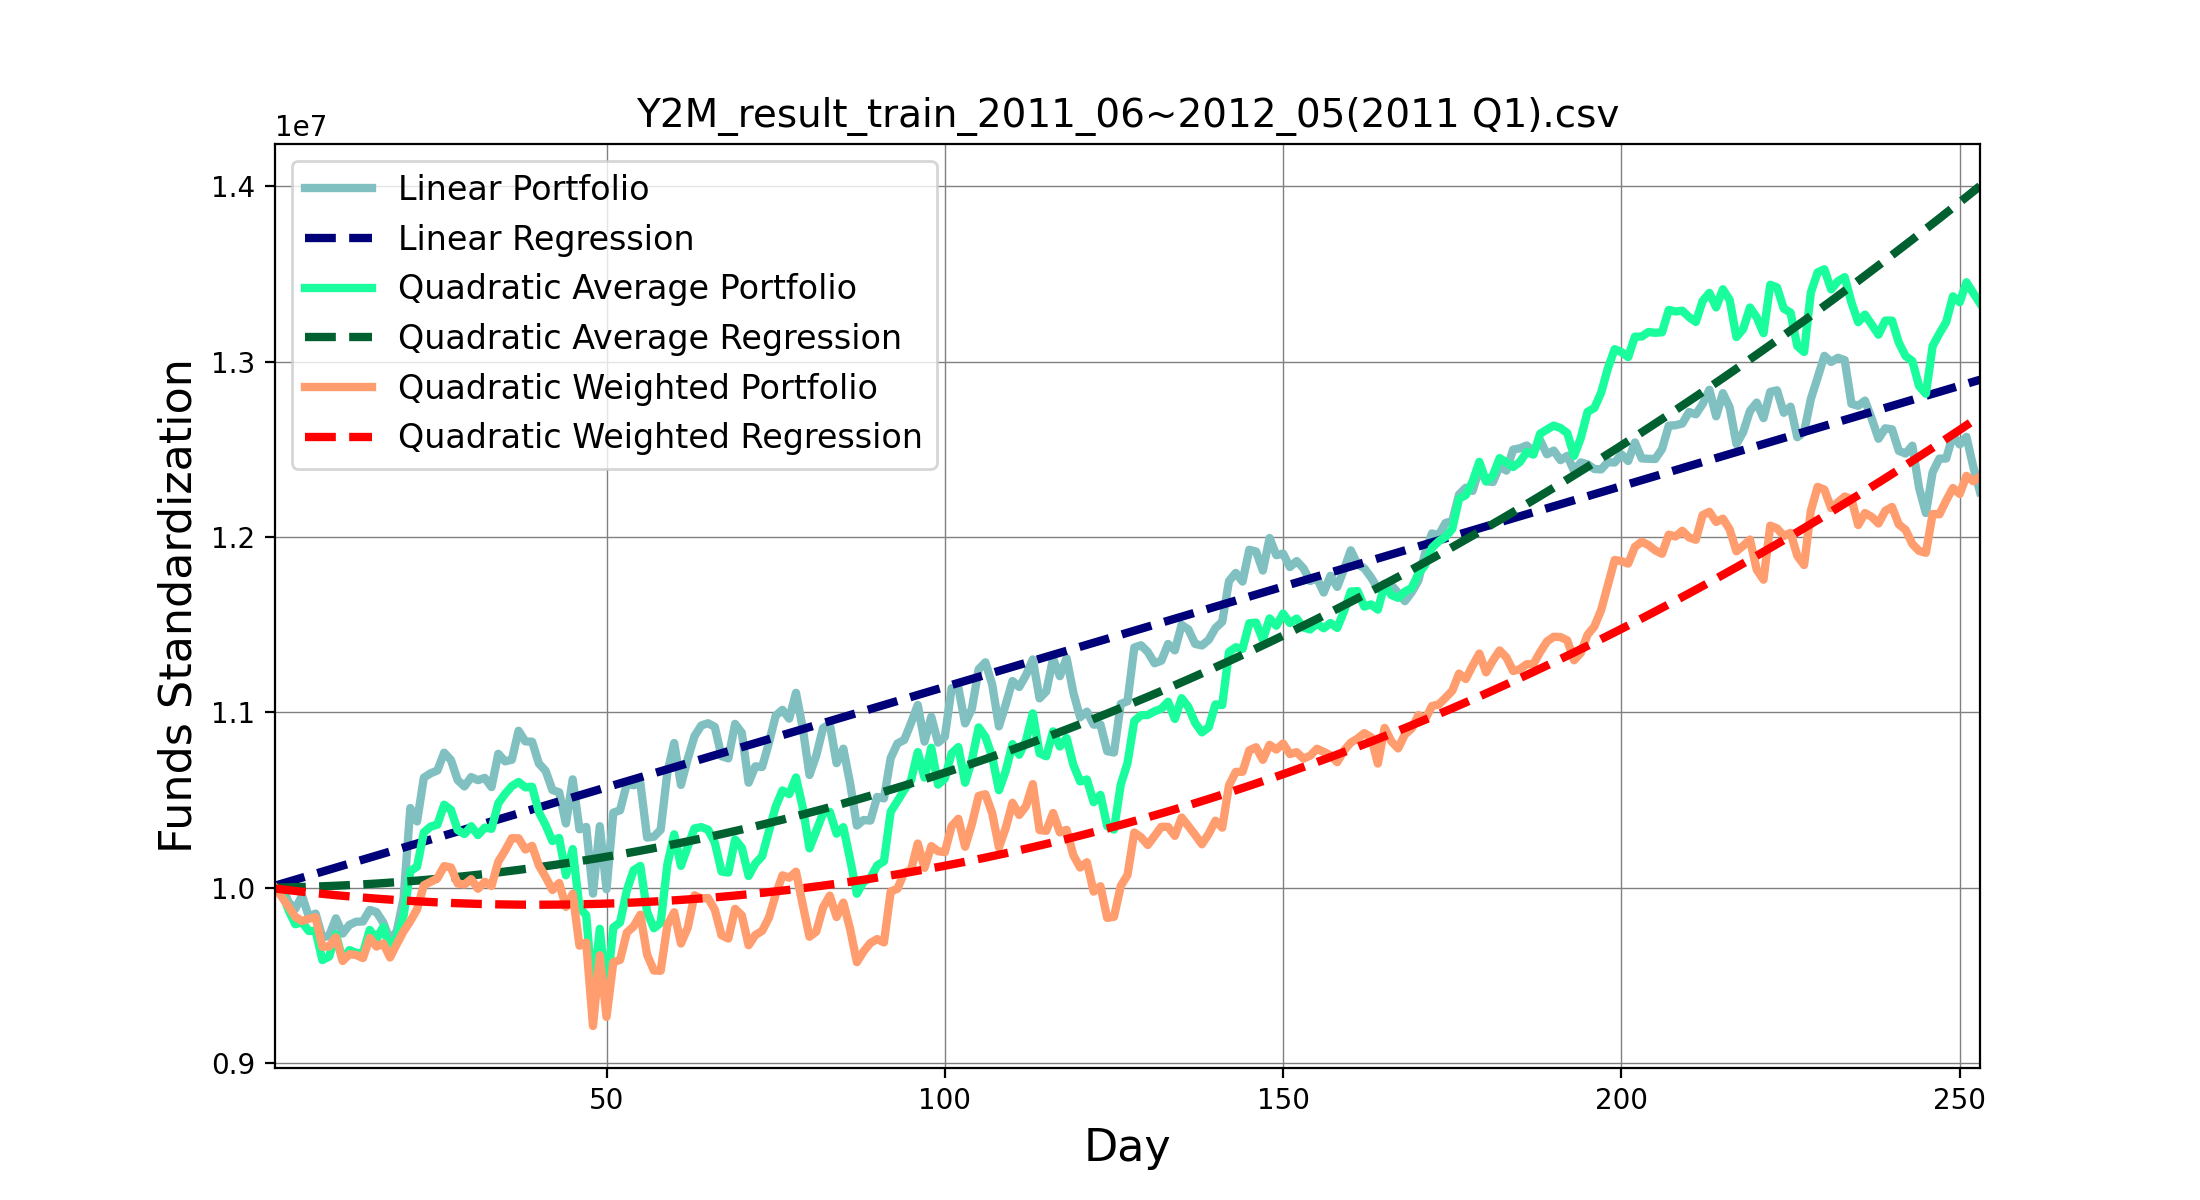 Y2M_result_train_2011_06~2012_05(2011 Q1).csv
1e7
Linear Portfolio
Linear Regression
Quadratic Average Portfolio
Quadratic Average Regression
Quadratic Weighted Portfolio
Quadratic Weighted Regression
1.4
1.3
1.2
1.1
1.0
0.9
Funds Standardization
50 100 150 200 250
Day